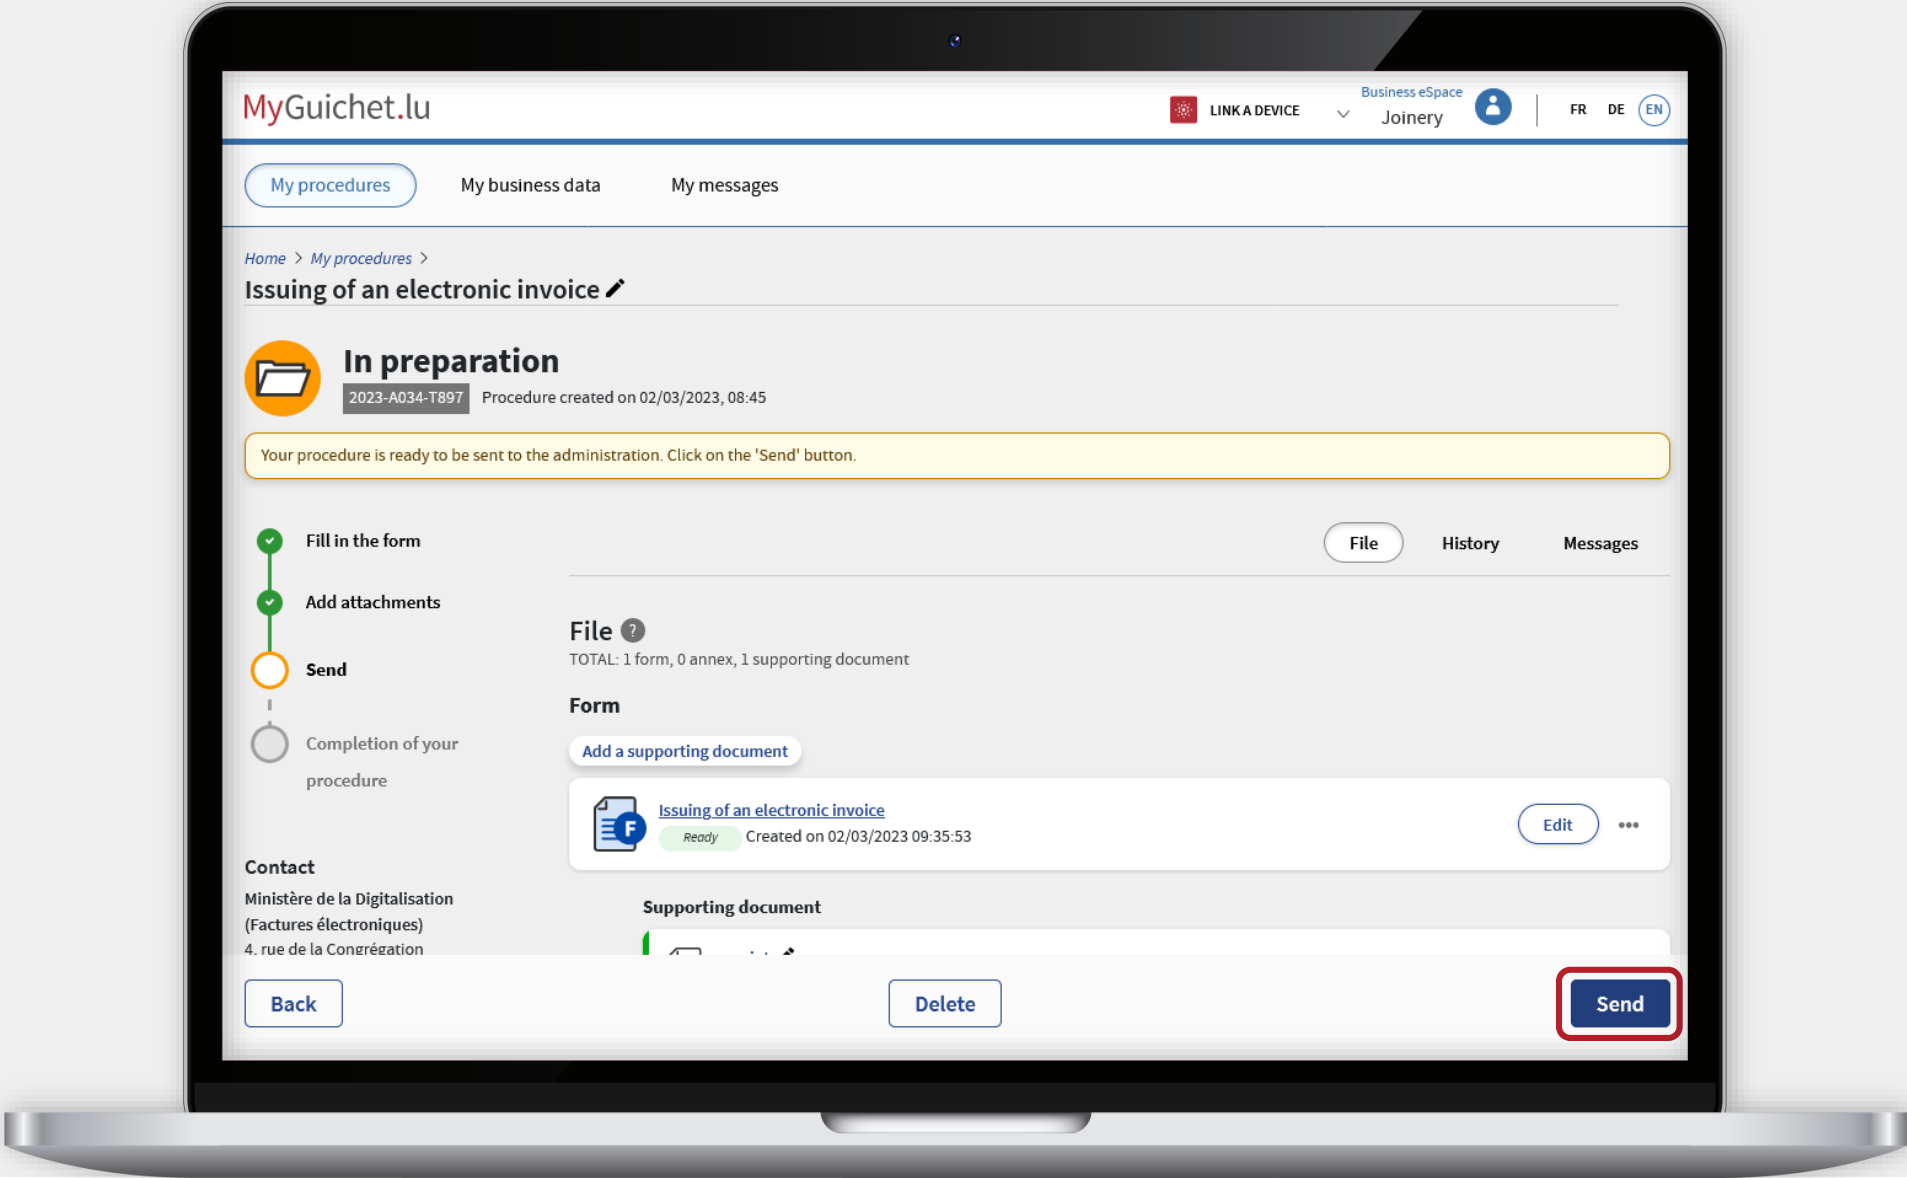 MyGuichet.lu
LINK A DEVICE
Business eSpace
Joinery
FR DE EN
My procedures My business data My messages
Home > My procedures >
Issuing of an electronic invoice
In preparation
2023-A034-T897 Procedure created on 02/03/2023, 08:45
Your procedure is ready to be sent to the administration. Click on the 'Send' button.
Fill in the form
Add attachments
Send
Completion of your
procedure
Contact
Ministère de la Digitalisation
(Factures électroniques)
4, rue de la Congrégation
File History Messages
File ?
TOTAL: 1 form, 0 annex, 1 supporting document
Form
Add a supporting document
F
Issuing of an electronic invoice
Ready Created on 02/03/2023 09:35:53
Edit
Supporting document
Back Delete Send